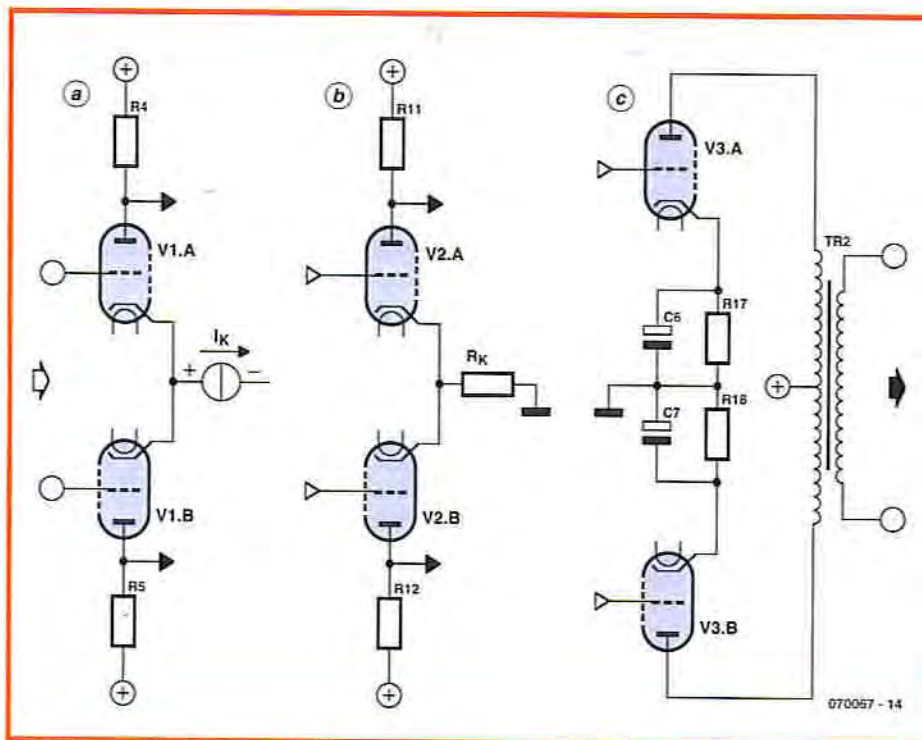 a
b
c
+
+
R4
R11
V3.A
V1.A
V2.A
TR2
IK
C6
R17
+
−
RK
+
C7
R18
V1.B
V2.B
R5
R12
V3.B
+
+
070067 - 14